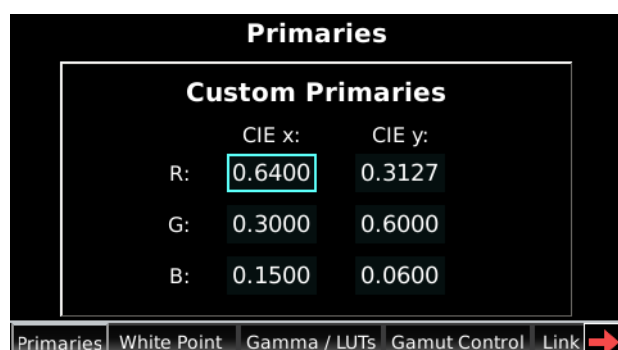 Primaries
Custom Primaries
CIE x: CIE y:
R: 0.6400 0.3127
G: 0.3000 0.6000
B: 0.1500 0.0600
Primaries White Point Gamma / LUTs Gamut Control Link